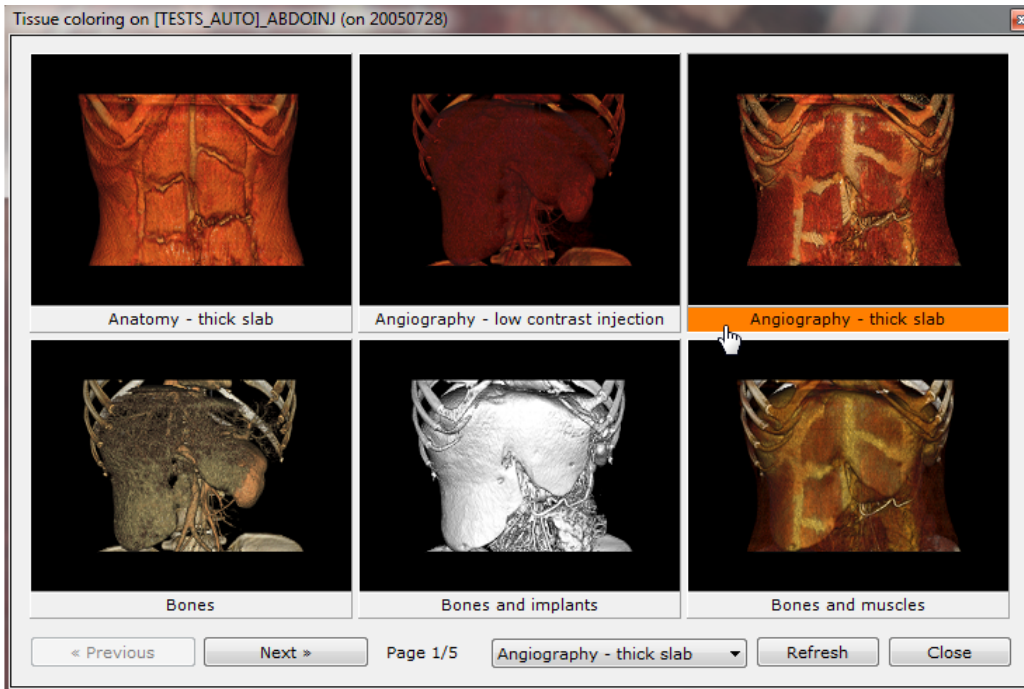 Tissue coloring on [TESTS_AUTO]_ABDOINJ (on 20050728)
Anatomy - thick slab
Angiography - low contrast injection
Angiography - thick slab
Bones
Bones and implants
Bones and muscles
« Previous
Next »
Page 1/5
Angiography - thick slab
Refresh
Close